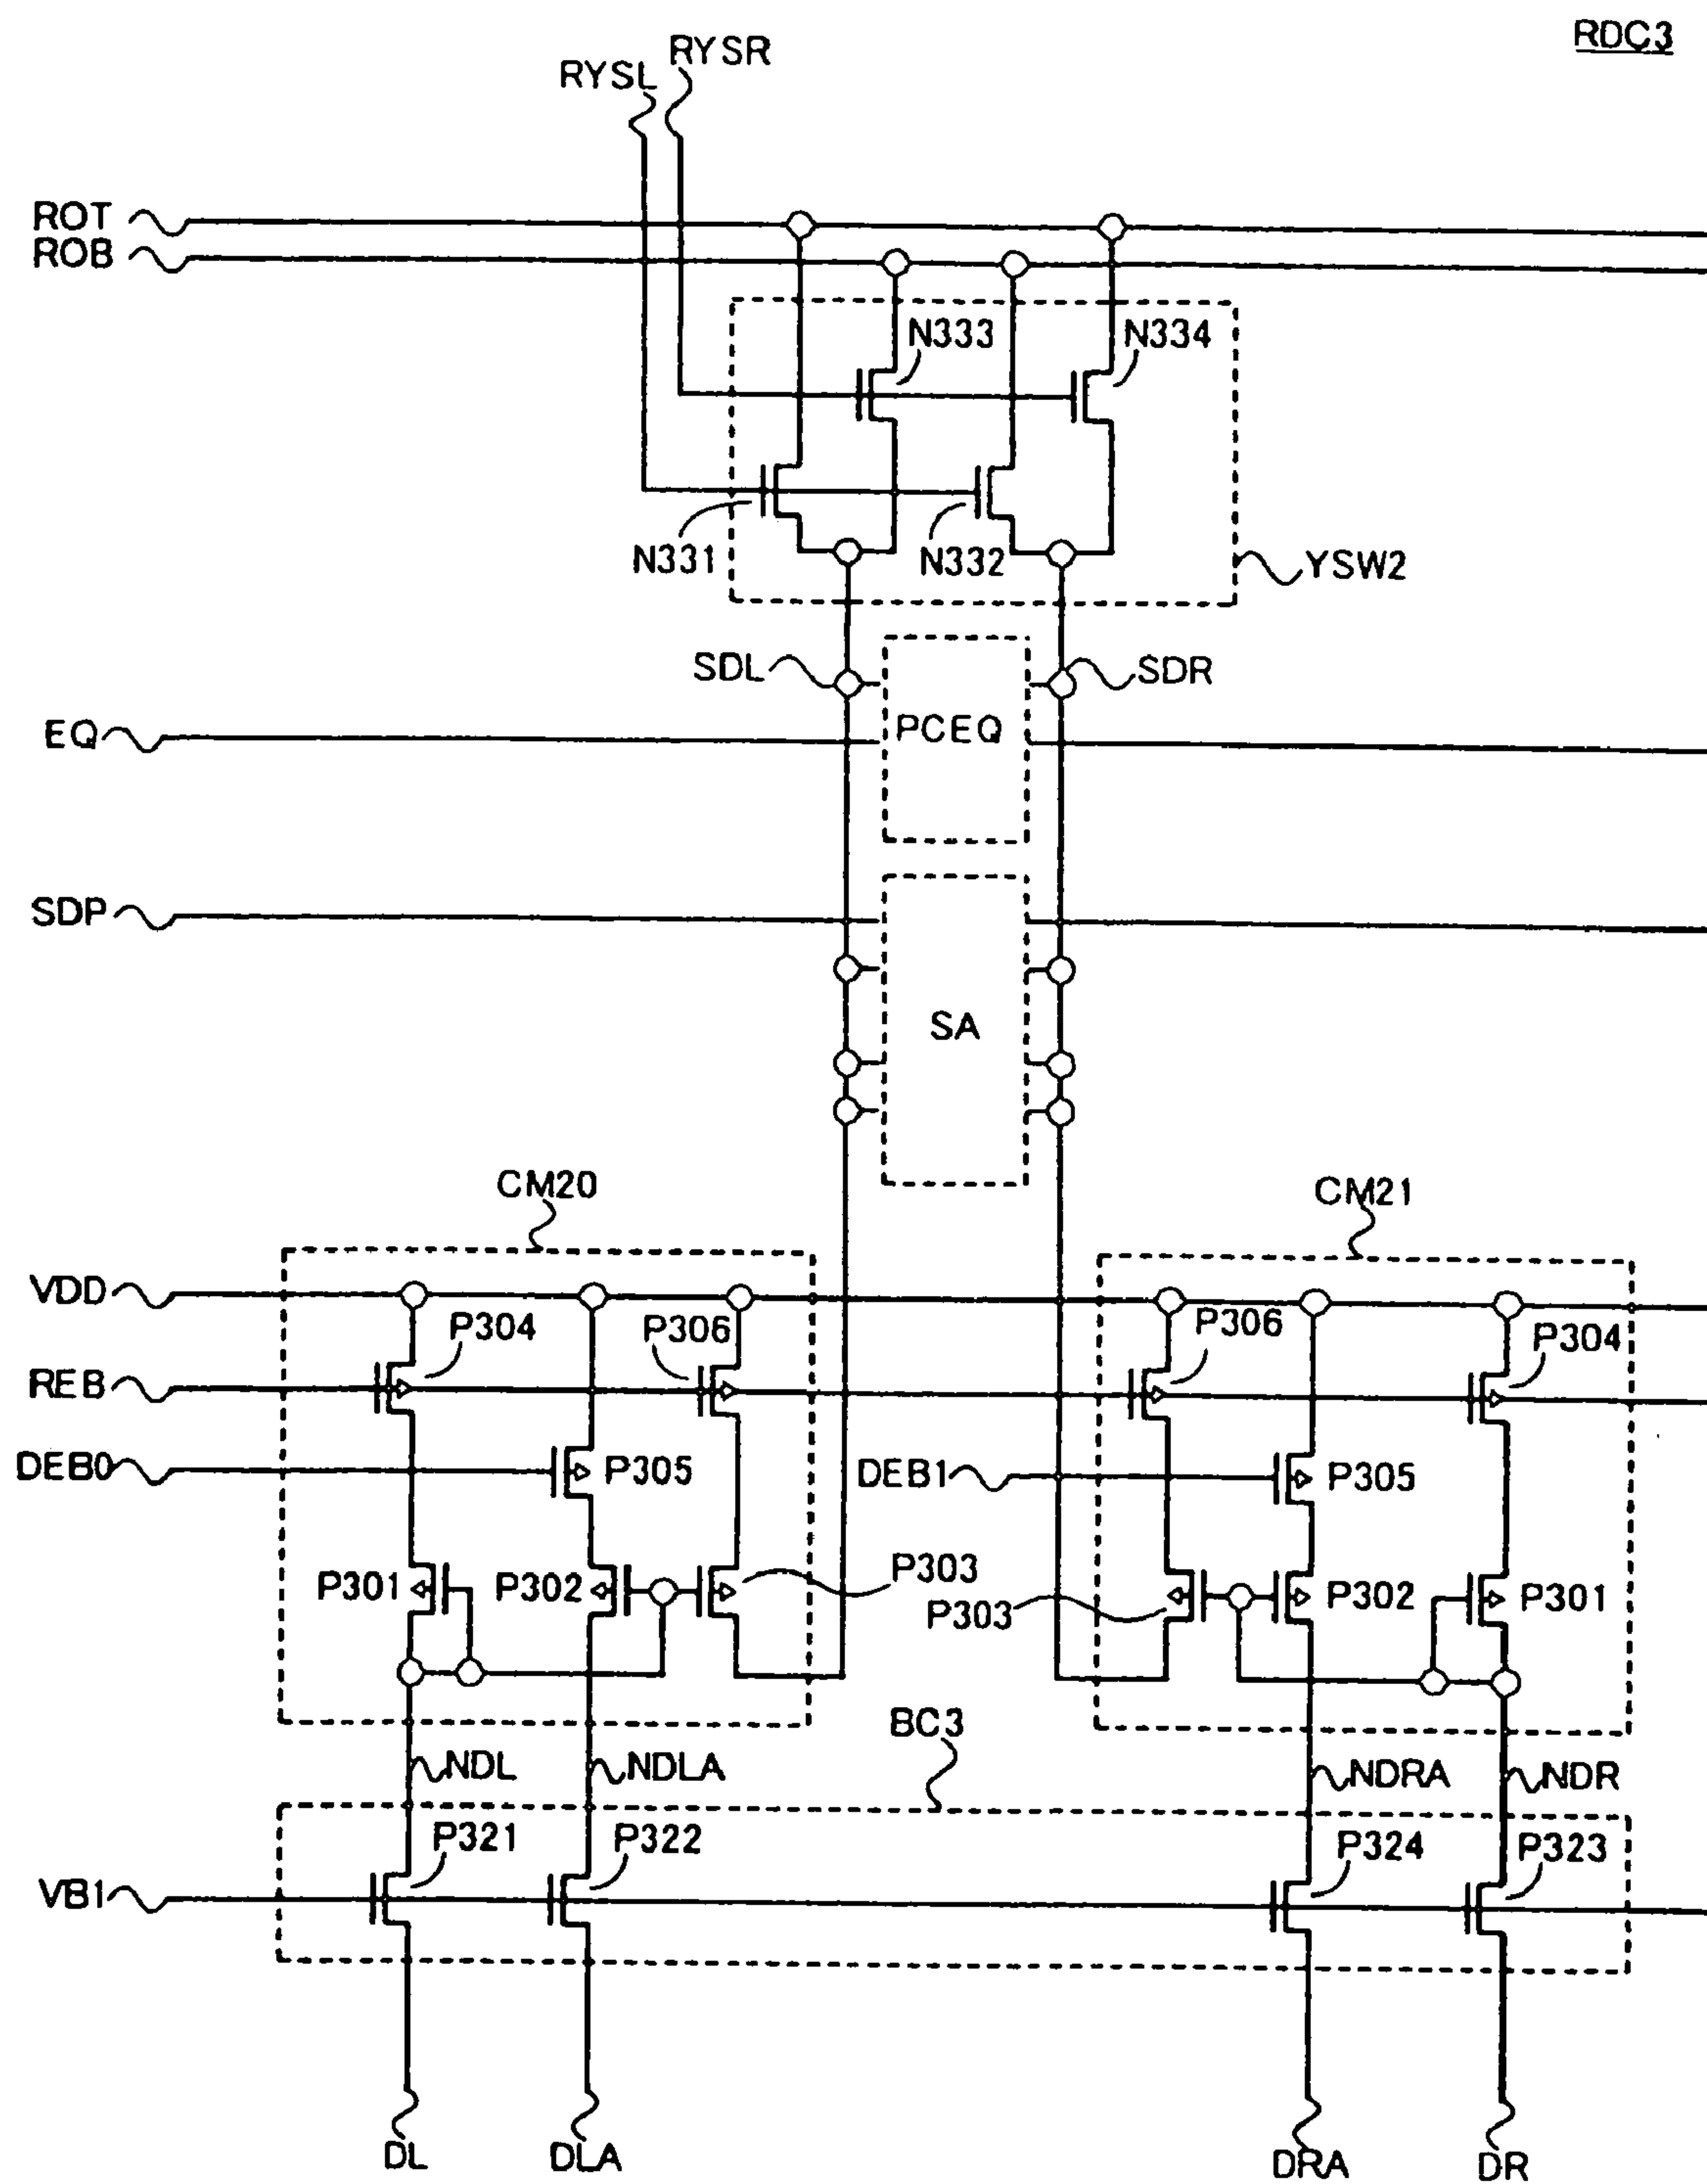 RDC3
RYSR
RYSL
ROT
ROB
N333
N334
N331
N332
YSW2
SDL
SDR
PCEQ
EQ
SDP
SA
CM20
CM21
VDD
P304
P306
P306
P304
REB
DEB0
P305
DEB1
P305
P301
P302
P303
P303
P302
P301
BC3
NDL
NDLA
NDRA
NDR
P321
P322
P324
P323
VB1
DL
DLA
DRA
DR